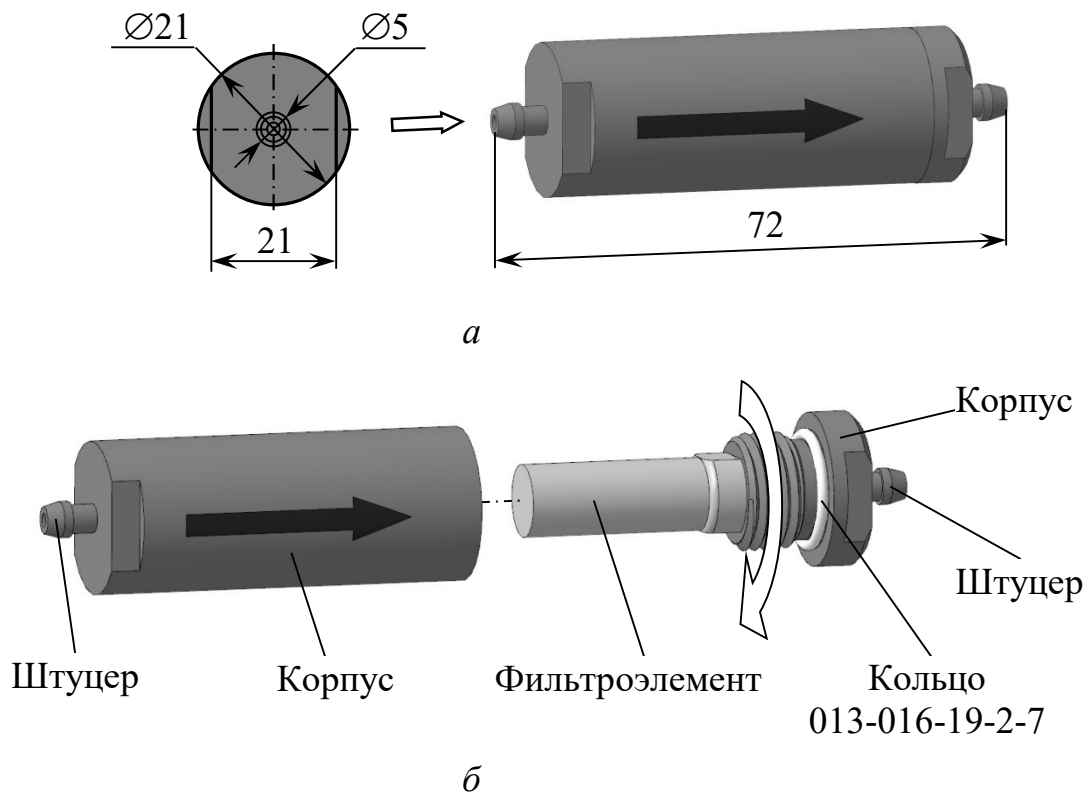 ∅21
∅5
21
72
а
Корпус
Штуцер
Штуцер
Корпус
Фильтроэлемент
Кольцо
013-016-19-2-7
б